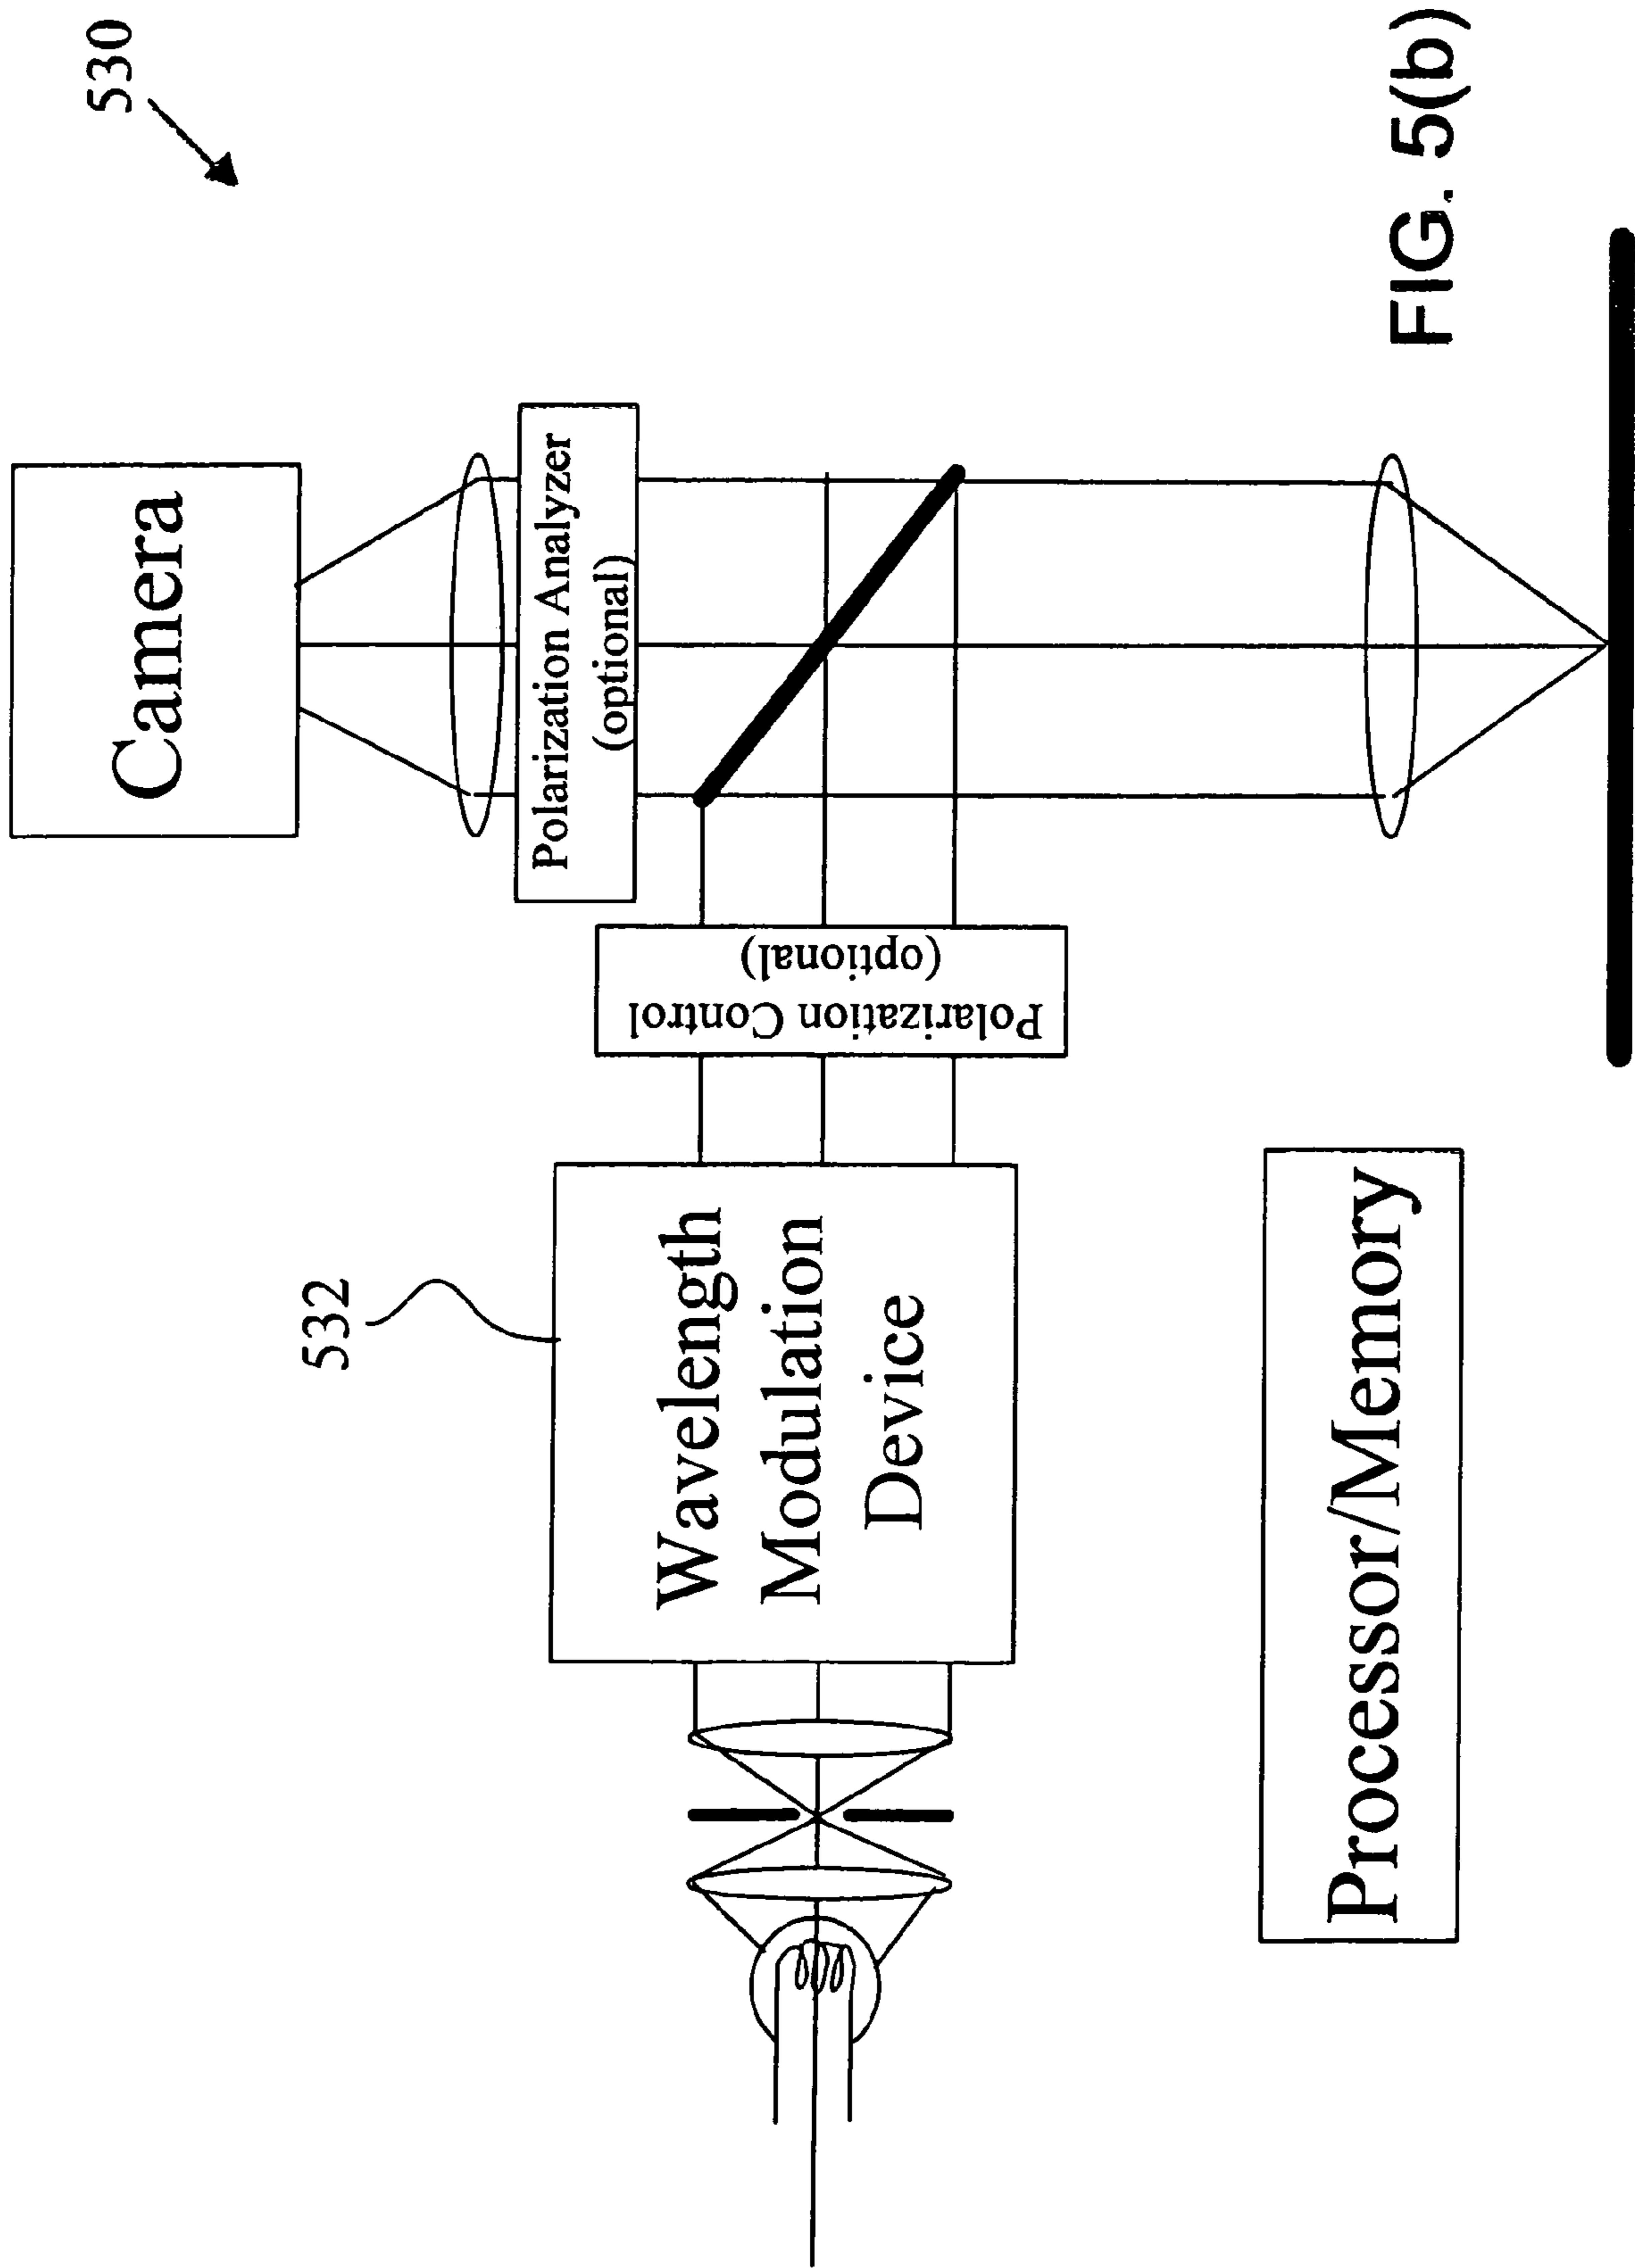 530
Camera
Polarization Analyzer
(optional)
Polarization Control
(optional)
532
Wavelength
Modulation
Device
Processor/Memory
FIG. 5(b)